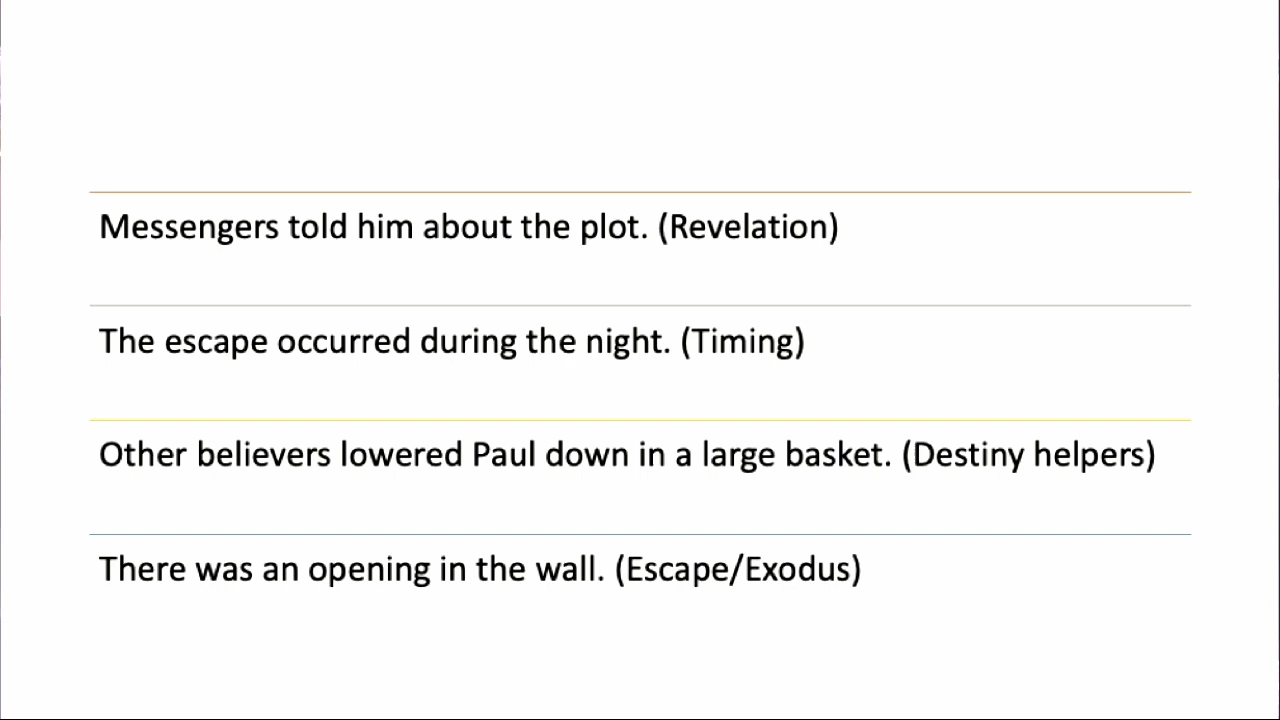 Messengers told him about the plot. (Revelation)
The escape occurred during the night. (Timing)
Other believers lowered Paul down in a large basket. (Destiny helpers)
There was an opening in the wall. (Escape/Exodus)